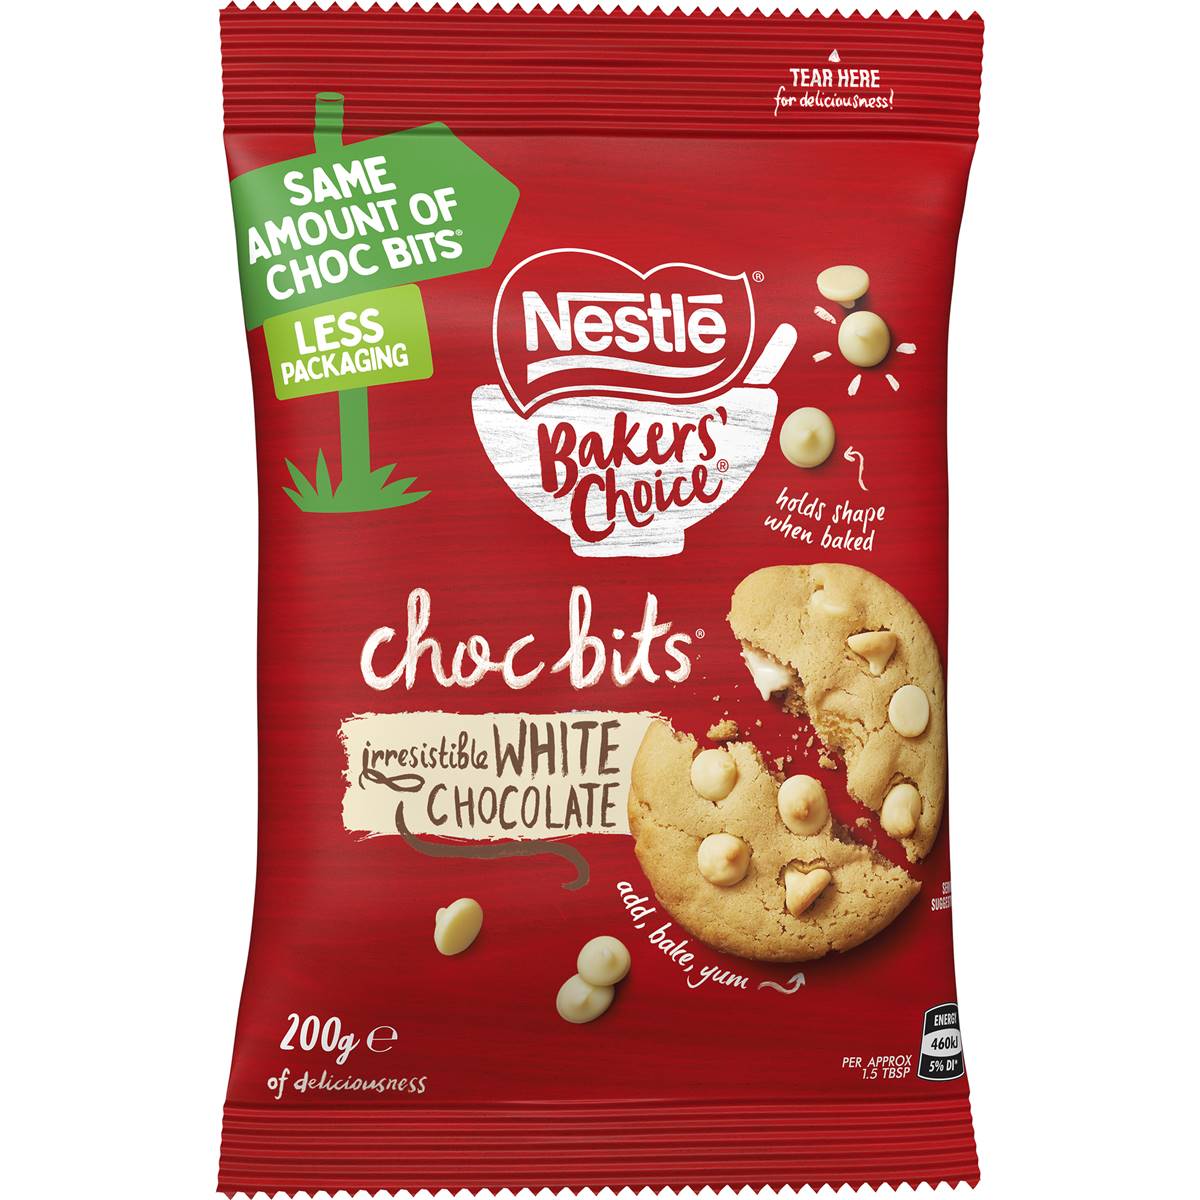 TEAR HERE
for deliciousness!
SAME
AMOUNT OF
CHOC BITS®
LESS
PACKAGING
Nestlé®
Bakers'
Choice®
holds shape
when baked
choc bits®
irresistible WHITE
CHOCOLATE
add, bake, yum
200g ℮
of deliciousness
PER APPROX
1.5 TBSP
ENERGY
460kJ
5% DI*